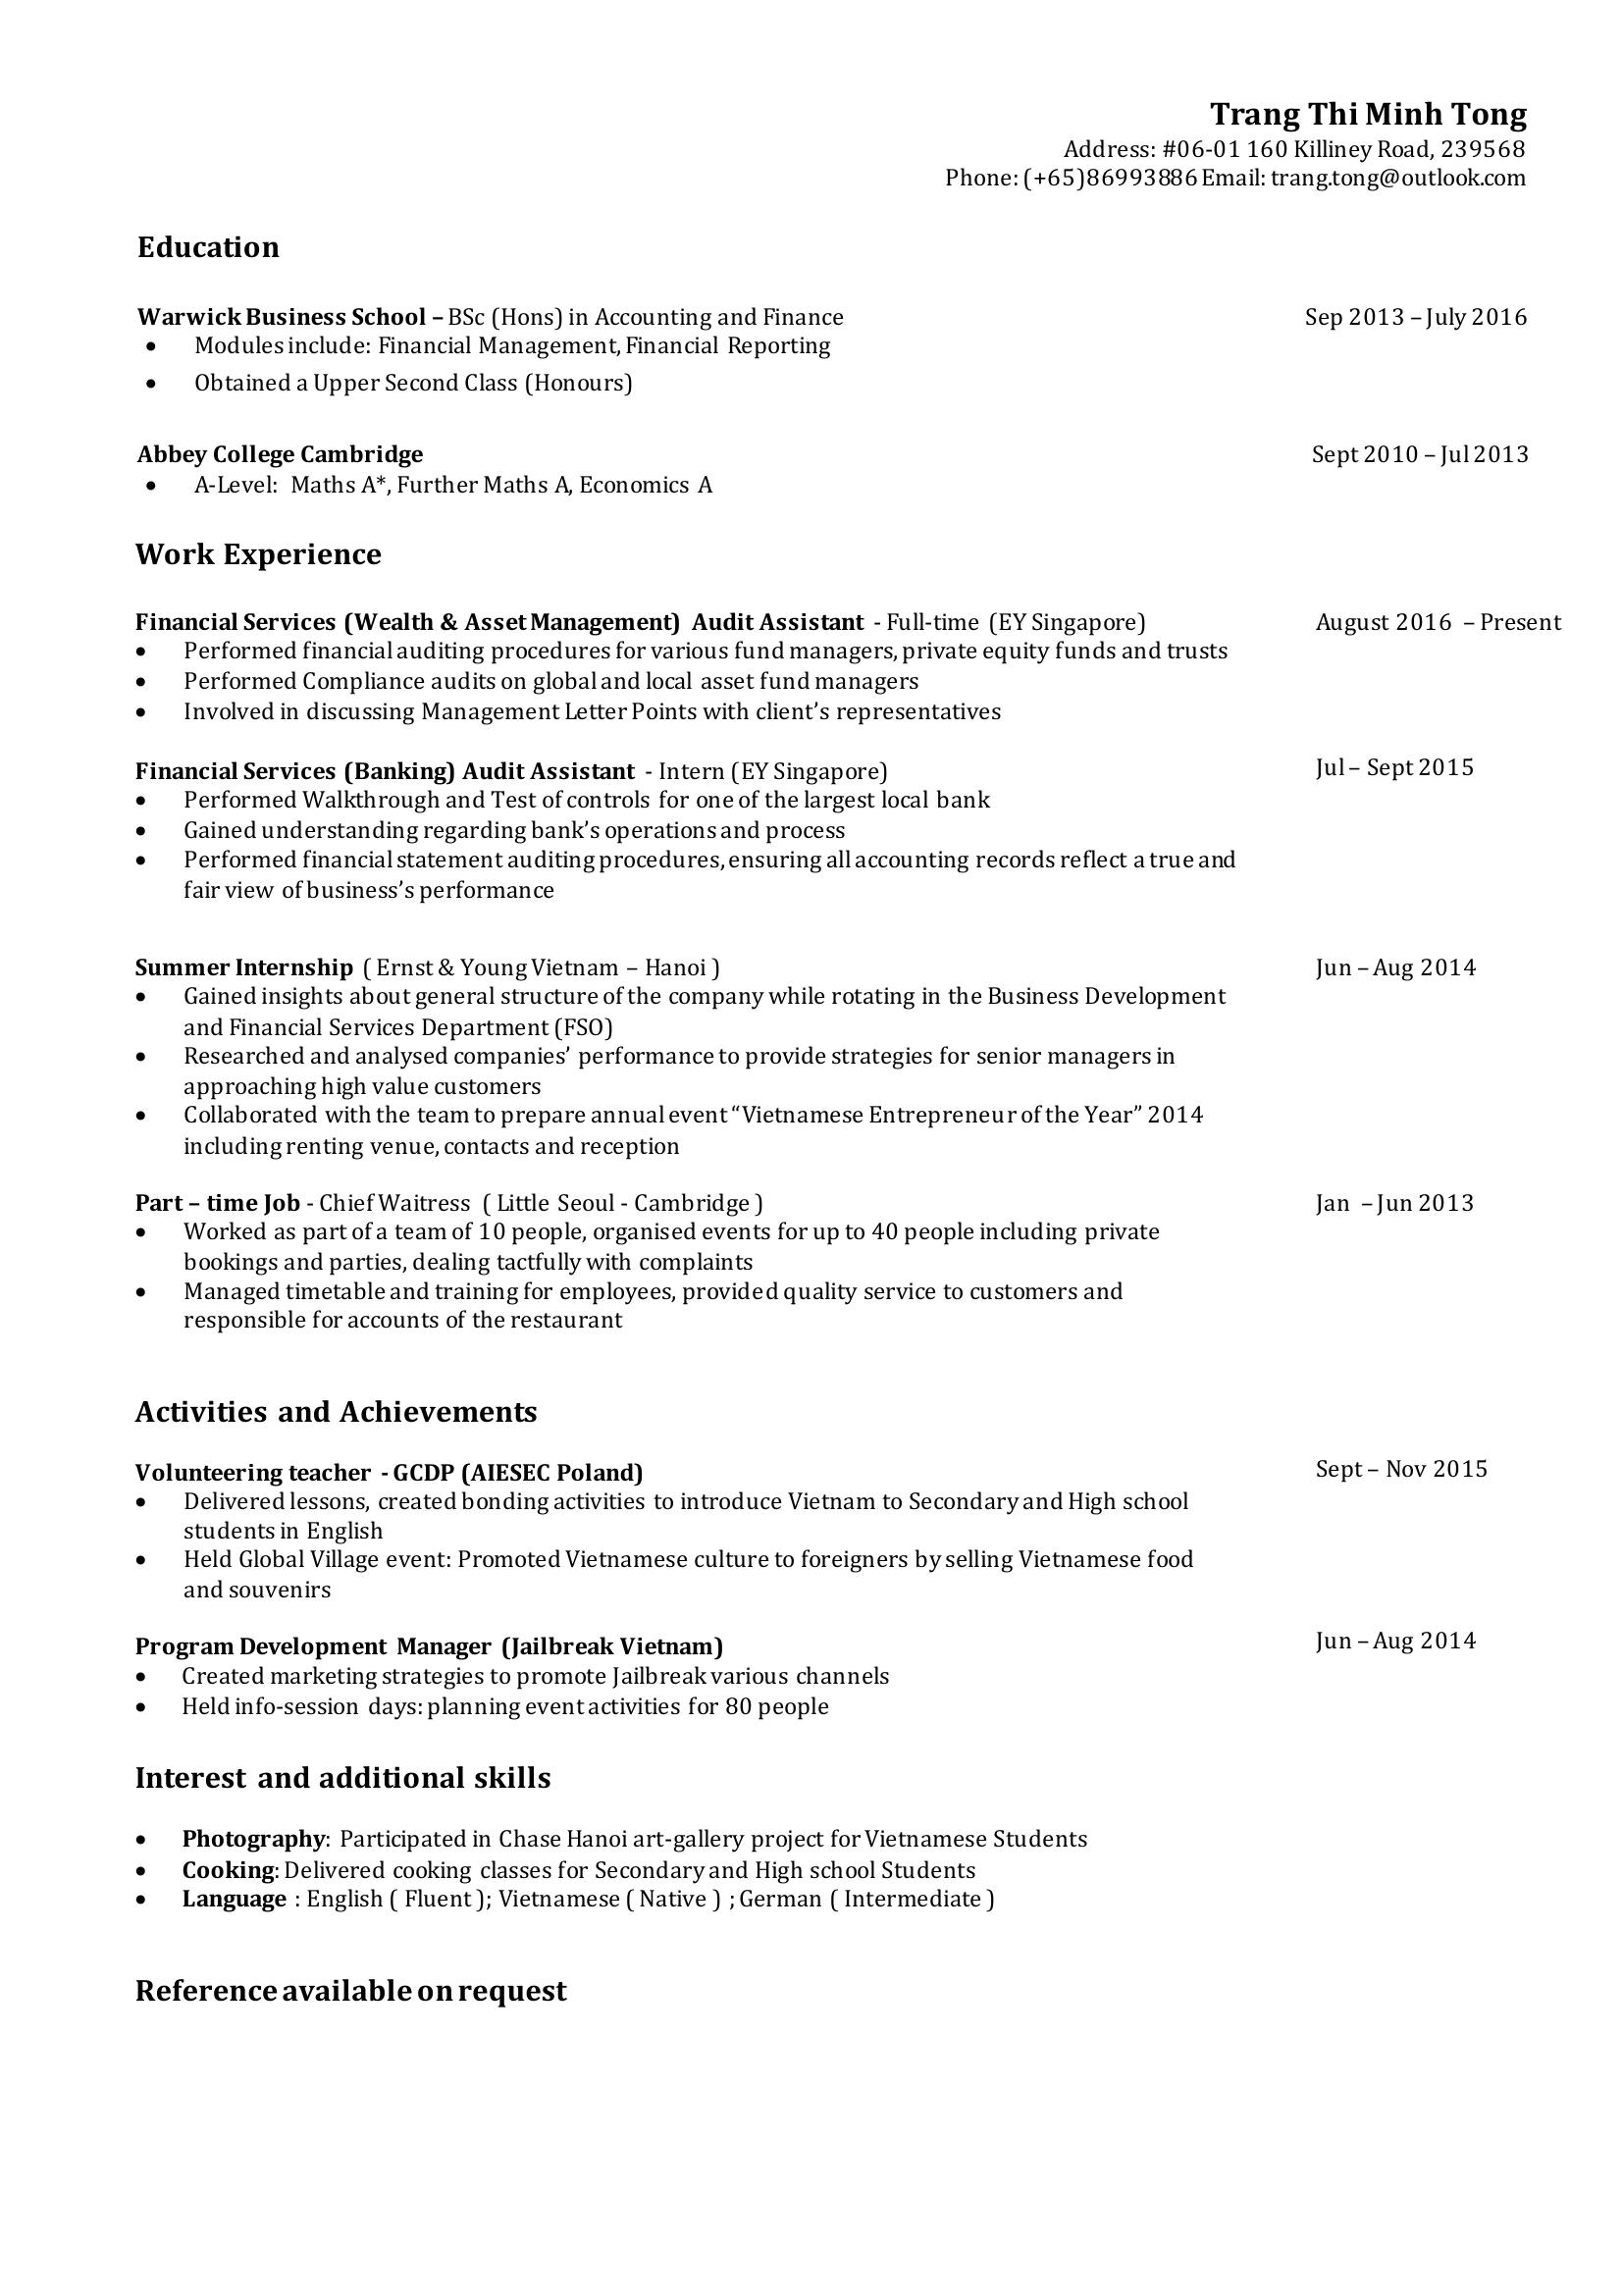 Trang Thi Minh Tong
Address: #06-01 160 Killiney Road, 239568
Phone: (+65)86993886 Email: trang.tong@outlook.com
Education
Warwick Business School – BSc (Hons) in Accounting and Finance Sep 2013 – July 2016
• Modules include: Financial Management, Financial Reporting
• Obtained a Upper Second Class (Honours)
Abbey College Cambridge Sept 2010 – Jul 2013
• A-Level: Maths A*, Further Maths A, Economics A
Work Experience
Financial Services (Wealth & Asset Management) Audit Assistant - Full-time (EY Singapore) August 2016 – Present
• Performed financial auditing procedures for various fund managers, private equity funds and trusts
• Performed Compliance audits on global and local asset fund managers
• Involved in discussing Management Letter Points with client’s representatives
Financial Services (Banking) Audit Assistant - Intern (EY Singapore) Jul – Sept 2015
• Performed Walkthrough and Test of controls for one of the largest local bank
• Gained understanding regarding bank’s operations and process
• Performed financial statement auditing procedures, ensuring all accounting records reflect a true and
fair view of business’s performance
Summer Internship ( Ernst & Young Vietnam – Hanoi ) Jun – Aug 2014
• Gained insights about general structure of the company while rotating in the Business Development
and Financial Services Department (FSO)
• Researched and analysed companies’ performance to provide strategies for senior managers in
approaching high value customers
• Collaborated with the team to prepare annual event “Vietnamese Entrepreneur of the Year” 2014
including renting venue, contacts and reception
Part – time Job - Chief Waitress ( Little Seoul - Cambridge ) Jan – Jun 2013
• Worked as part of a team of 10 people, organised events for up to 40 people including private
bookings and parties, dealing tactfully with complaints
• Managed timetable and training for employees, provided quality service to customers and
responsible for accounts of the restaurant
Activities and Achievements
Volunteering teacher - GCDP (AIESEC Poland) Sept – Nov 2015
• Delivered lessons, created bonding activities to introduce Vietnam to Secondary and High school
students in English
• Held Global Village event: Promoted Vietnamese culture to foreigners by selling Vietnamese food
and souvenirs
Program Development Manager (Jailbreak Vietnam) Jun – Aug 2014
• Created marketing strategies to promote Jailbreak various channels
• Held info-session days: planning event activities for 80 people
Interest and additional skills
• Photography: Participated in Chase Hanoi art-gallery project for Vietnamese Students
• Cooking: Delivered cooking classes for Secondary and High school Students
• Language : English ( Fluent ); Vietnamese ( Native ) ; German ( Intermediate )
Reference available on request